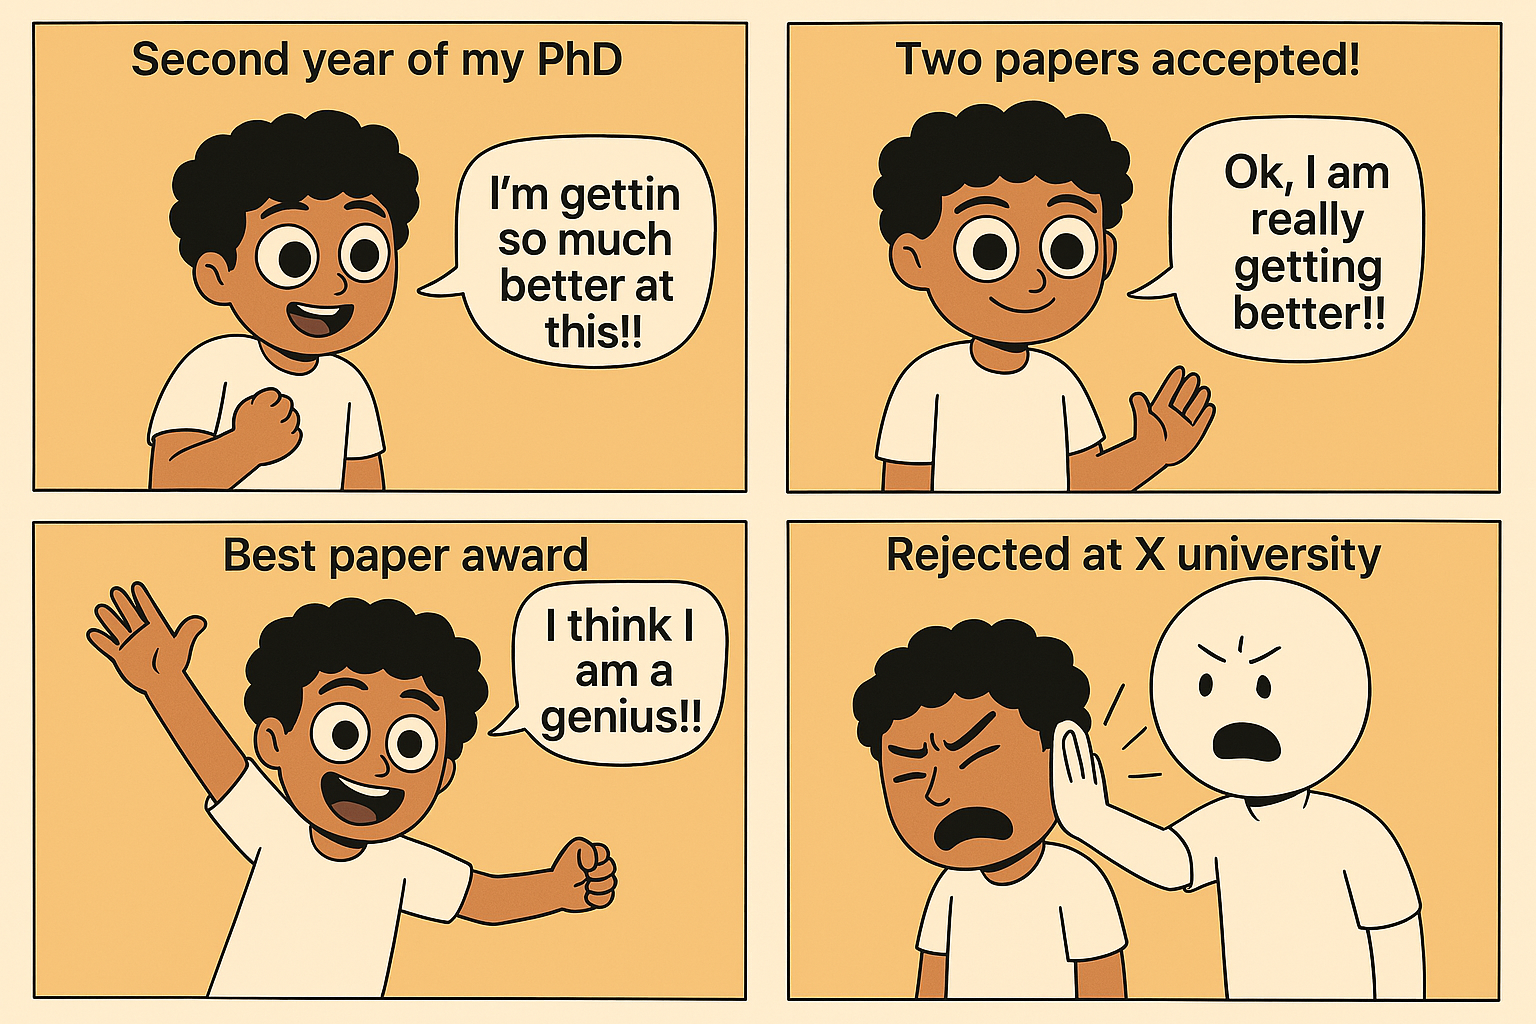 Second year of my PhD
I'm gettin
so much
better at
this!!
Two papers accepted!
Ok, I am
really
getting
better!!
Best paper award
I think I
am a
genius!!
Rejected at X university